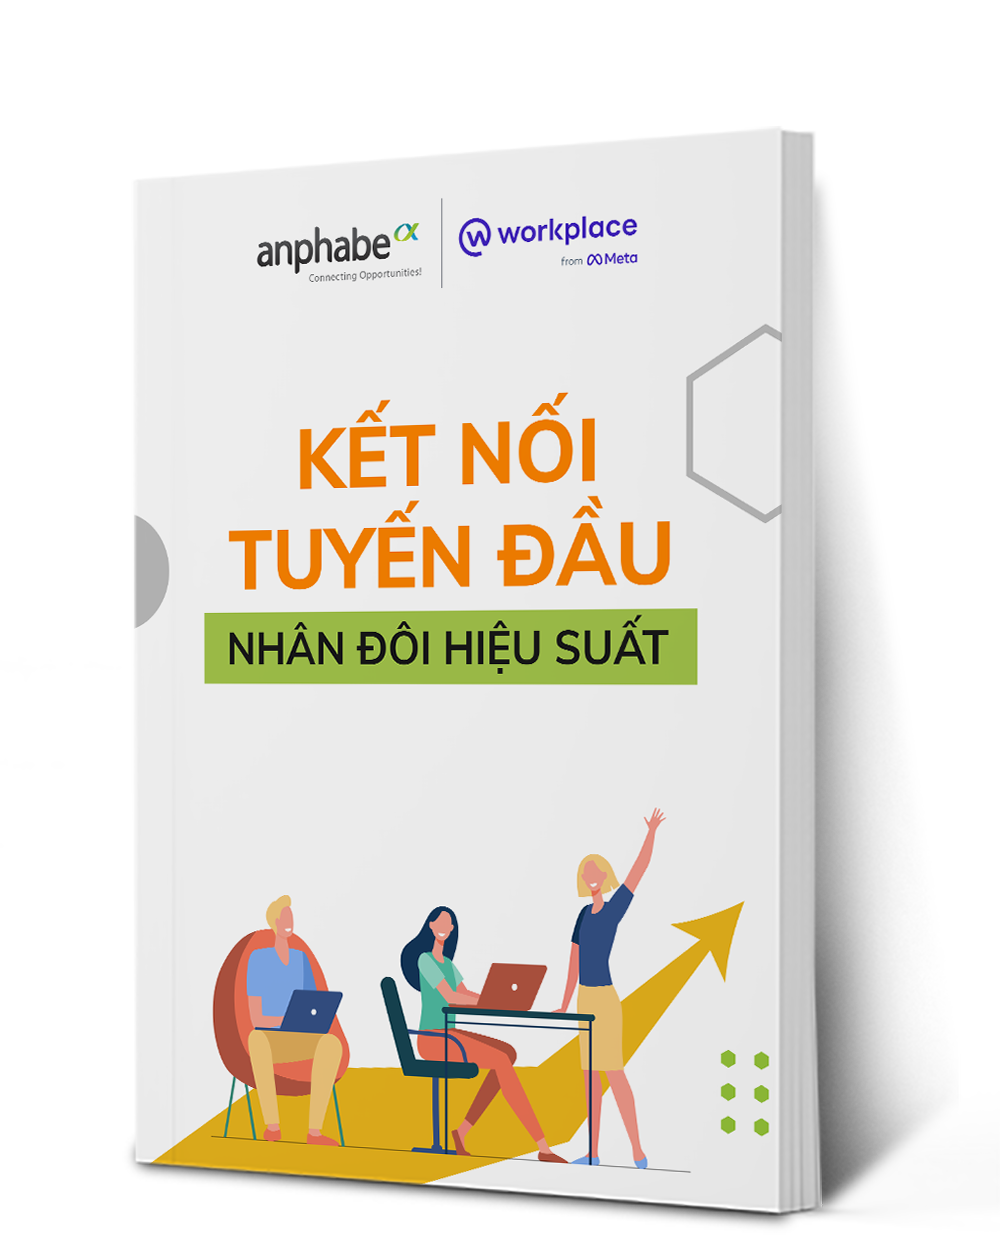 anphabe
Connecting Opportunities!
workplace
from Meta
KẾT NỐI
TUYẾN ĐẦU
NHÂN ĐÔI HIỆU SUẤT